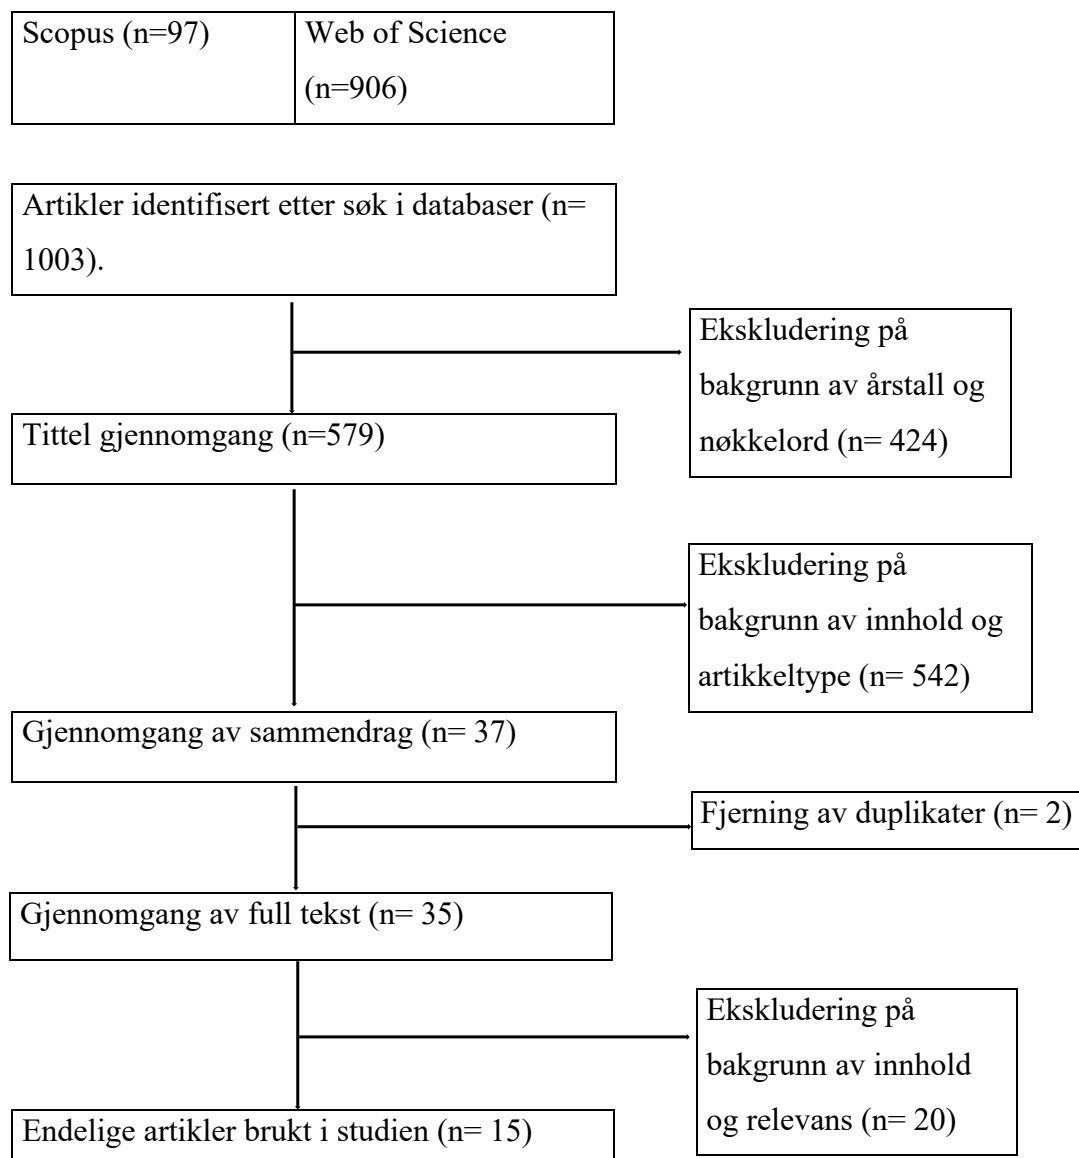 Scopus (n=97)
Web of Science
(n=906)
Artikler identifisert etter søk i databaser (n=
1003).
Ekskludering på
bakgrunn av årstall og
nøkkelord (n= 424)
Tittel gjennomgang (n=579)
Ekskludering på
bakgrunn av innhold og
artikkeltype (n= 542)
Gjennomgang av sammendrag (n= 37)
Fjerning av duplikater (n= 2)
Gjennomgang av full tekst (n= 35)
Ekskludering på
bakgrunn av innhold
og relevans (n= 20)
Endelige artikler brukt i studien (n= 15)